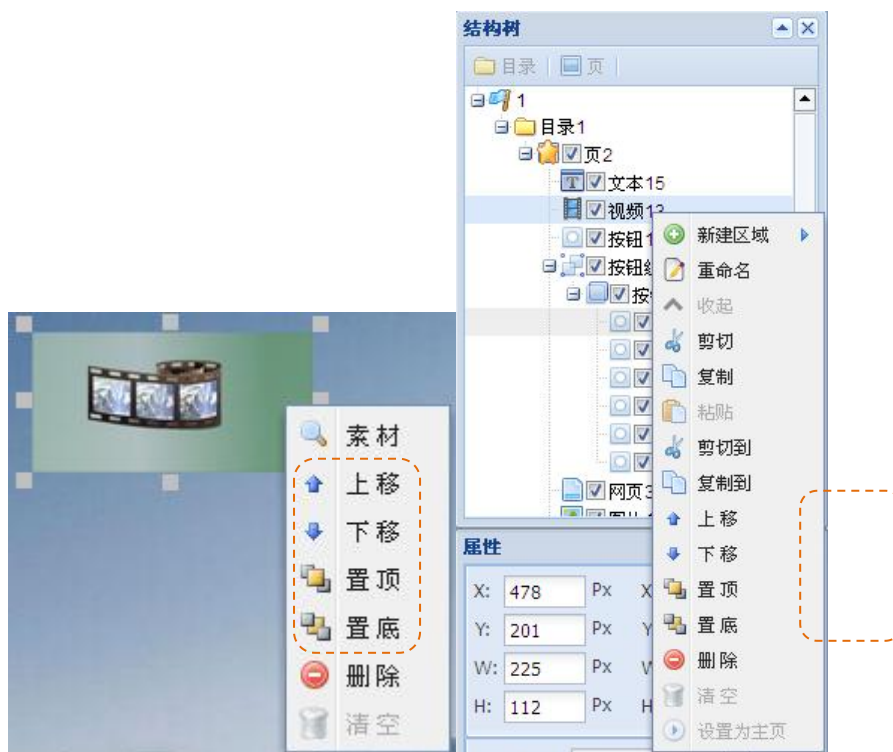 结构树
目录 页
1
目录1
页2
文本15
视频13
按钮1
按钮
按
网页3
新建区域
重命名
收起
剪切
复制
粘贴
剪切到
复制到
上移
下移
置顶
置底
删除
清空
设置为主页
素材
上移
下移
置顶
置底
删除
清空
属性
X: 478 Px X
Y: 201 Px Y
W: 225 Px W
H: 112 Px H